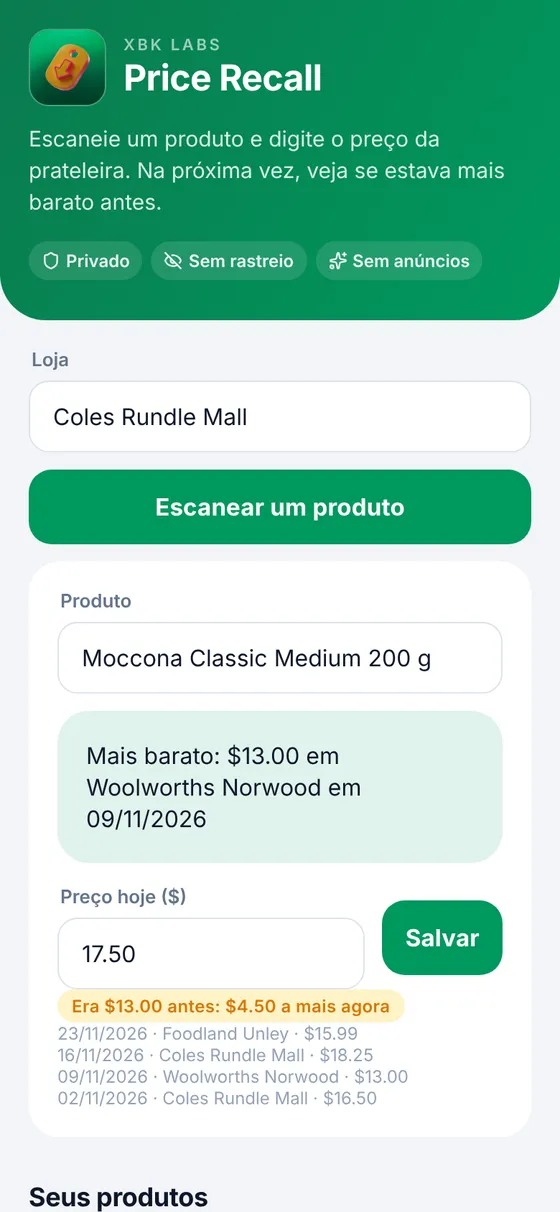 XBK LABS
Price Recall
Escaneie um produto e digite o preço da
prateleira. Na próxima vez, veja se estava mais
barato antes.
Privado
Sem rastreio
Sem anúncios
Loja
Coles Rundle Mall
Escanear um produto
Produto
Moccona Classic Medium 200 g
Mais barato: $13.00 em
Woolworths Norwood em
09/11/2026
Preço hoje ($)
17.50
Salvar
Era $13.00 antes: $4.50 a mais agora
23/11/2026 · Foodland Unley · $15.99
16/11/2026 · Coles Rundle Mall · $18.25
09/11/2026 · Woolworths Norwood · $13.00
02/11/2026 · Coles Rundle Mall · $16.50
Seus produtos